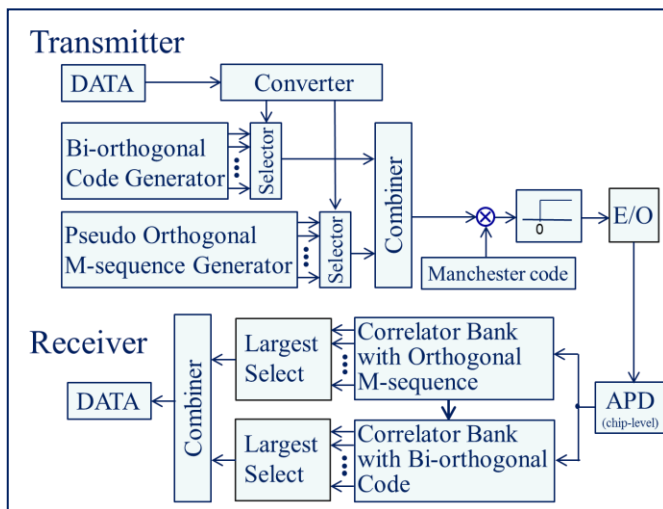 Transmitter
DATA
Converter
Bi-orthogonal
Code Generator
Selector
Pseudo Orthogonal
M-sequence Generator
Selector
Combiner
Manchester code
0
E/O
Receiver
DATA
Combiner
Largest
Select
Correlator Bank
with Orthogonal
M-sequence
APD
(chip-level)
Largest
Select
Correlator Bank
with Bi-orthogonal
Code